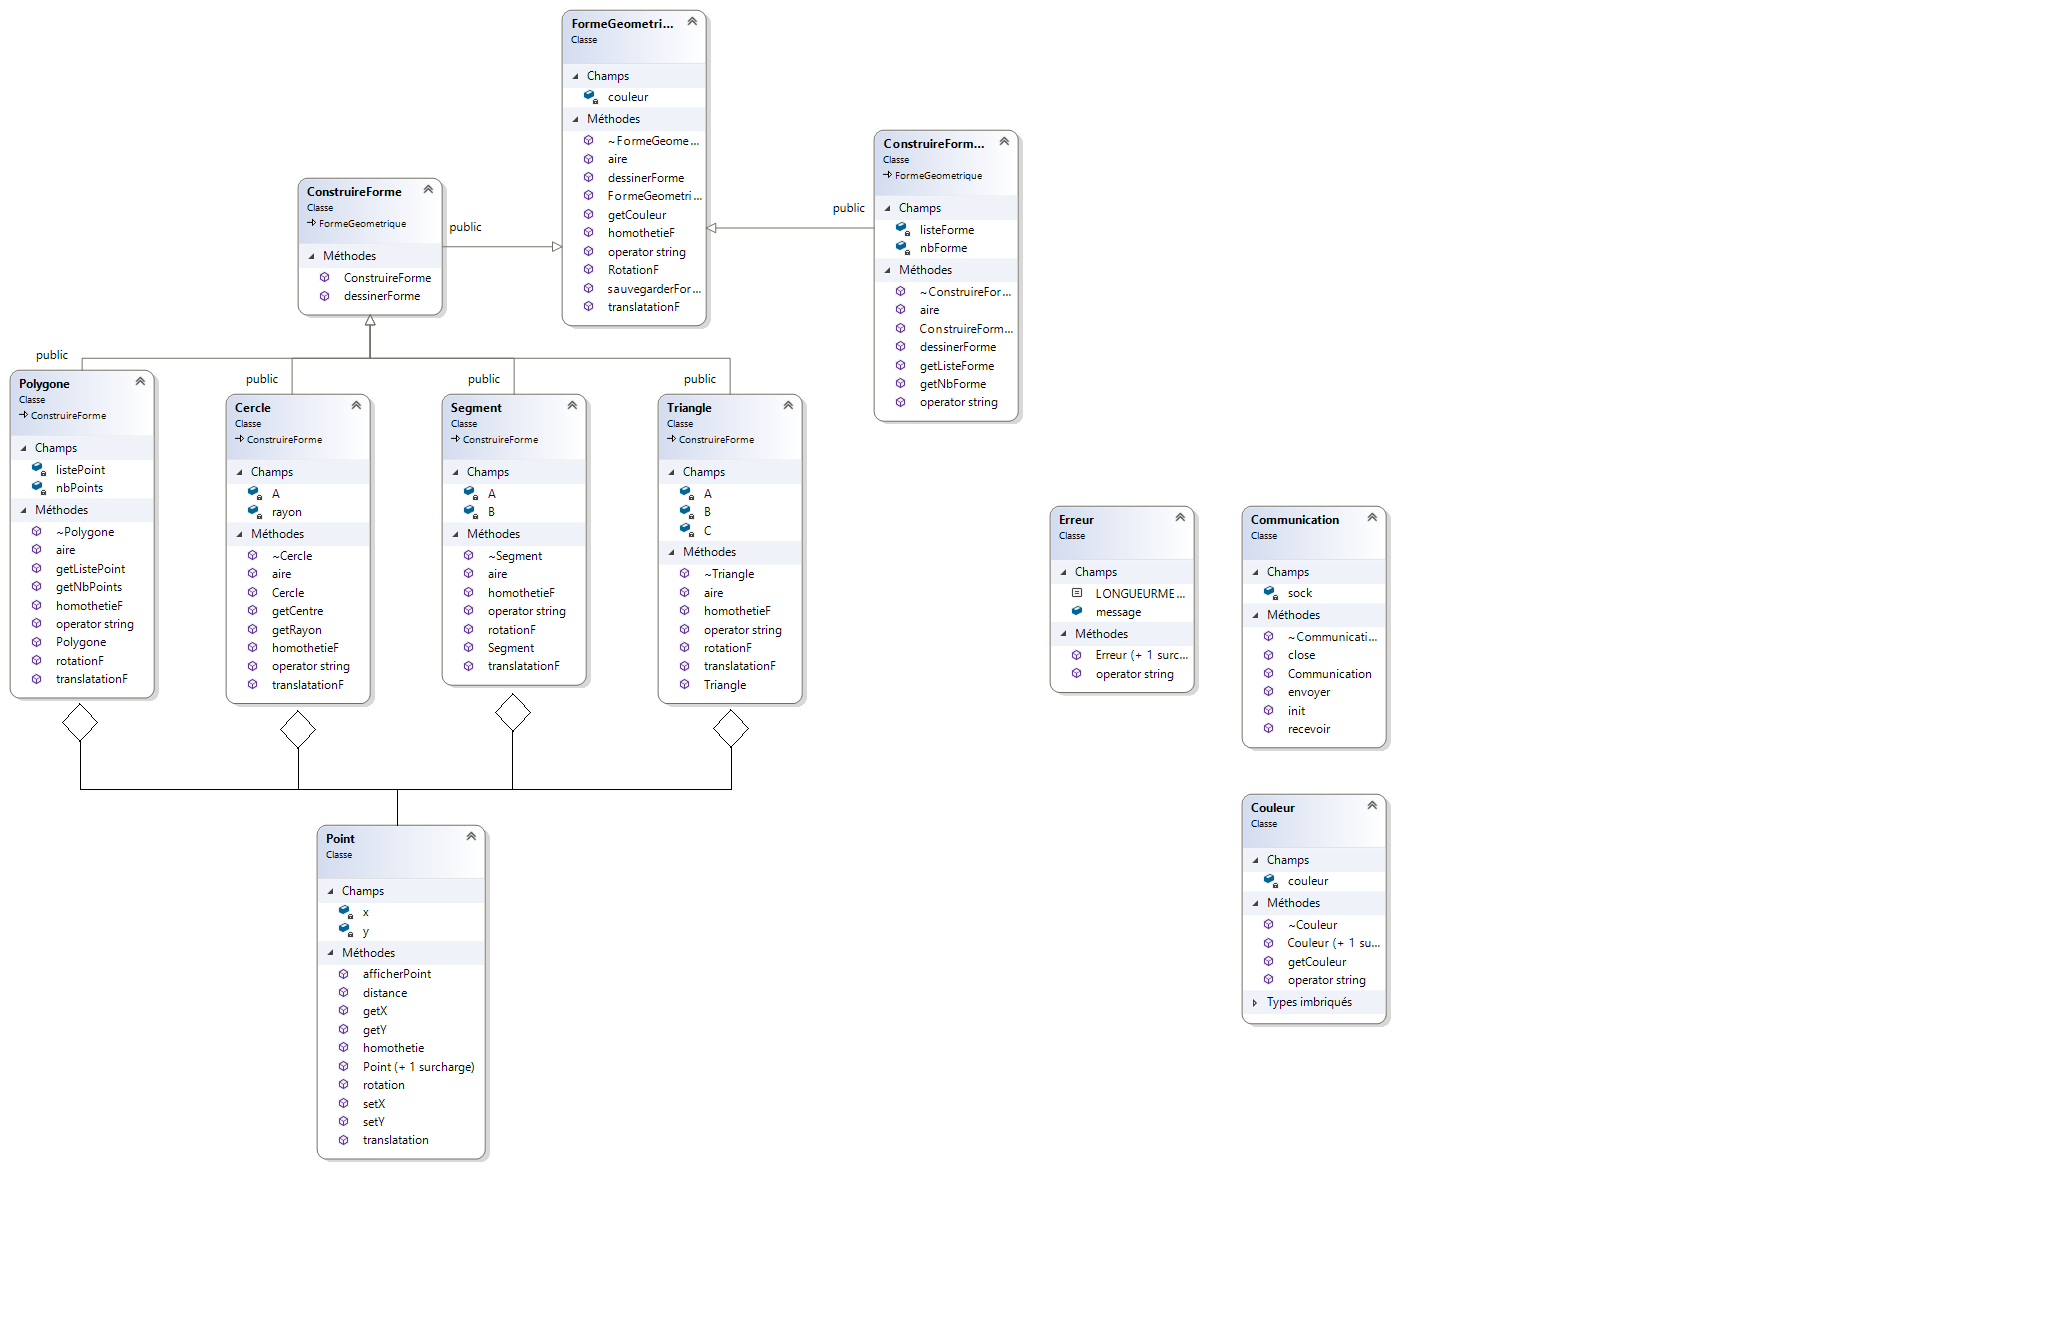 FormeGeometri...
Classe
Champs
couleur
Méthodes
~FormeGeome...
aire
dessinerForme
FormeGeometri...
getCouleur
homothetieF
operator string
RotationF
sauvegarderFor...
translatationF
ConstruireForm...
Classe
FormeGeometrique
Champs
listeForme
nbForme
Méthodes
~ConstruireFor...
aire
ConstruireForm...
dessinerForme
getListeForme
getNbForme
operator string
public
ConstruireForme
Classe
FormeGeometrique
Méthodes
ConstruireForme
dessinerForme
public
public
public
public
public
Polygone
Classe
ConstruireForme
Champs
listePoint
nbPoints
Méthodes
~Polygone
aire
getListePoint
getNbPoints
homothetieF
operator string
Polygone
rotationF
translatationF
Cercle
Classe
ConstruireForme
Champs
A
rayon
Méthodes
~Cercle
aire
Cercle
getCentre
getRayon
homothetieF
operator string
translatationF
Segment
Classe
ConstruireForme
Champs
A
B
Méthodes
~Segment
aire
homothetieF
operator string
rotationF
Segment
translatationF
Triangle
Classe
ConstruireForme
Champs
A
B
C
Méthodes
~Triangle
aire
homothetieF
operator string
rotationF
translatationF
Triangle
Erreur
Classe
Champs
LONGUEURME...
message
Méthodes
Erreur (+ 1 surc...
operator string
Communication
Classe
Champs
sock
Méthodes
~Communicati...
close
Communication
envoyer
init
recevoir
Couleur
Classe
Champs
couleur
Méthodes
~Couleur
Couleur (+ 1 su...
getCouleur
operator string
Types imbriqués
Point
Classe
Champs
x
y
Méthodes
afficherPoint
distance
getX
getY
homothetie
Point (+ 1 surcharge)
rotation
setX
setY
translatation